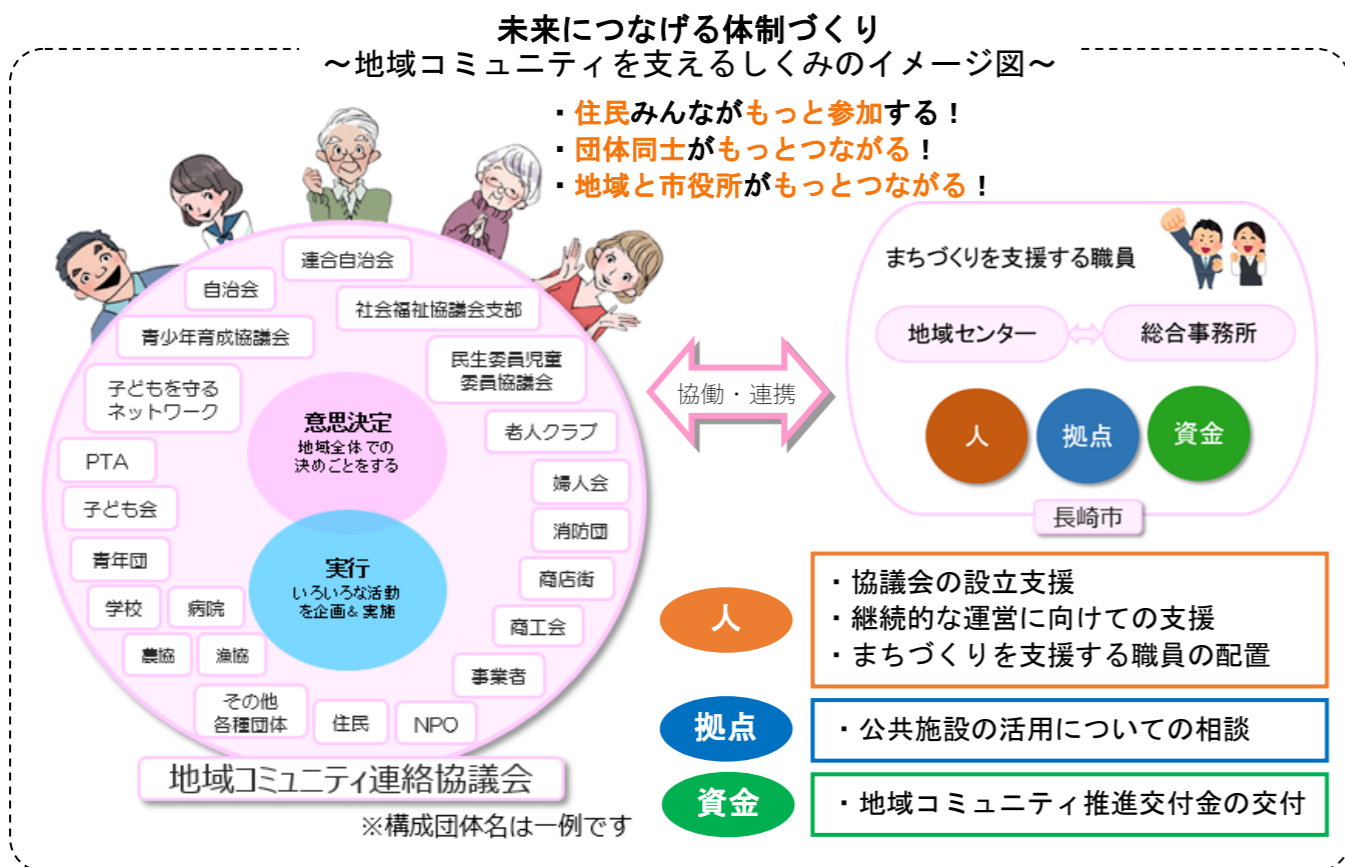 未来につなげる体制づくり
～地域コミュニティを支えるしくみのイメージ図～
・住民みんながもっと参加する！
・団体同士がもっとつながる！
・地域と市役所がもっとつながる！
連合自治会
自治会
社会福祉協議会支部
青少年育成協議会
民生委員児童
委員協議会
子どもを守る
ネットワーク
意思決定
地域全体での
決めごとをする
老人クラブ
PTA
婦人会
子ども会
消防団
青年団
実行
いろいろな活動
を企画＆実施
商店街
学校
病院
商工会
農協
漁協
事業者
その他
各種団体
住民
NPO
地域コミュニティ連絡協議会
※構成団体名は一例です
協働・連携
まちづくりを支援する職員
地域センター
総合事務所
人
拠点
資金
長崎市
人
・協議会の設立支援
・継続的な運営に向けての支援
・まちづくりを支援する職員の配置
拠点
・公共施設の活用についての相談
資金
・地域コミュニティ推進交付金の交付